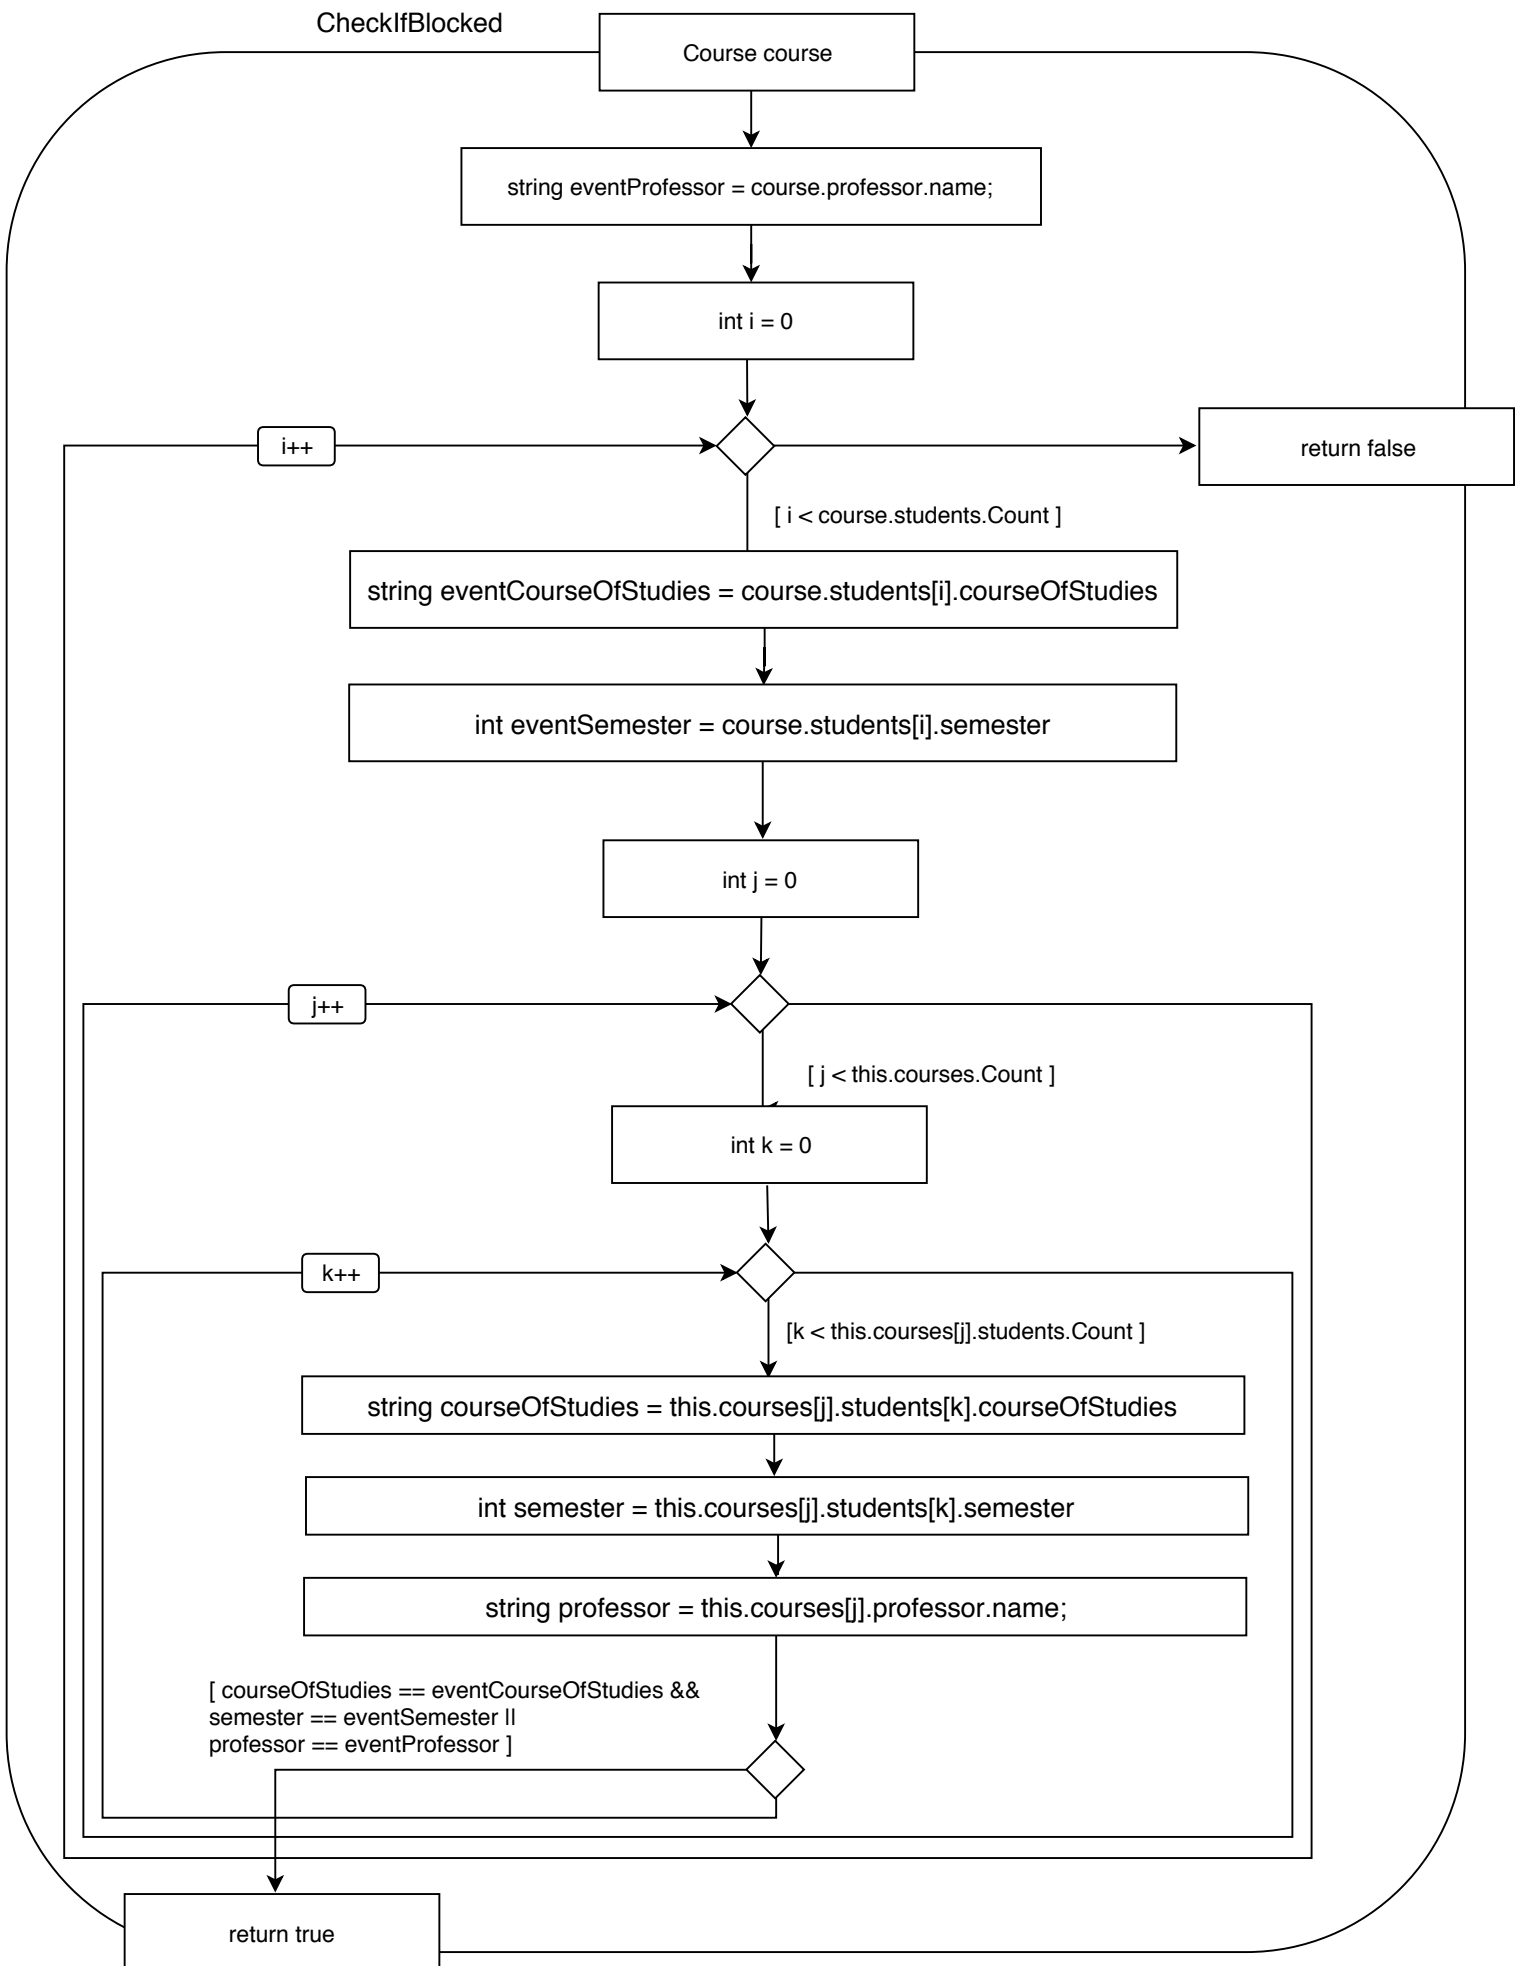 CheckIfBlocked
Course course
string eventProfessor = course.professor.name;
int i = 0
i++
return false
[ i < course.students.Count ]
string eventCourseOfStudies = course.students[i].courseOfStudies
int eventSemester = course.students[i].semester
int j = 0
j++
[ j < this.courses.Count ]
int k = 0
k++
[k < this.courses[j].students.Count ]
string courseOfStudies = this.courses[j].students[k].courseOfStudies
int semester = this.courses[j].students[k].semester
string professor = this.courses[j].professor.name;
[ courseOfStudies == eventCourseOfStudies &&
semester == eventSemester ||
professor == eventProfessor ]
return true